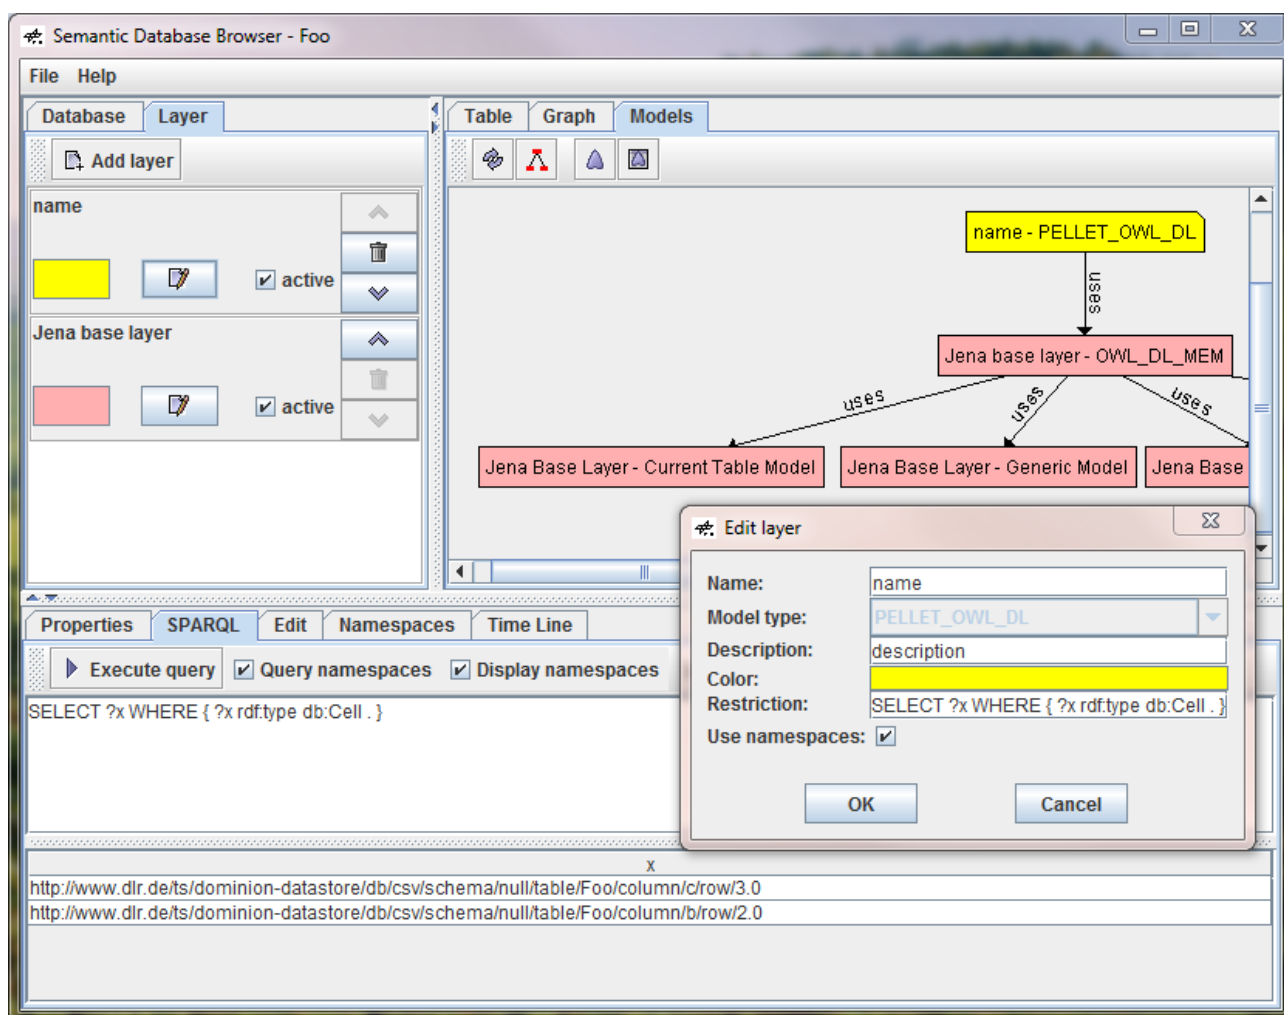 Semantic Database Browser - Foo
File Help
Database Layer
Table Graph Models
Add layer
name
active
Jena base layer
active
name - PELLET_OWL_DL
uses
Jena base layer - OWL_DL_MEM
uses uses uses
Jena Base Layer - Current Table Model
Jena Base Layer - Generic Model
Jena Base
Edit layer
Name: name
Model type: PELLET_OWL_DL
Description: description
Color:
Restriction: SELECT ?x WHERE { ?x rdf:type db:Cell . }
Use namespaces:
OK Cancel
Properties SPARQL Edit Namespaces Time Line
Execute query Query namespaces Display namespaces
SELECT ?x WHERE { ?x rdf:type db:Cell . }
x
http://www.dlr.de/ts/dominion-datastore/db/csv/schema/null/table/Foo/column/c/row/3.0
http://www.dlr.de/ts/dominion-datastore/db/csv/schema/null/table/Foo/column/b/row/2.0